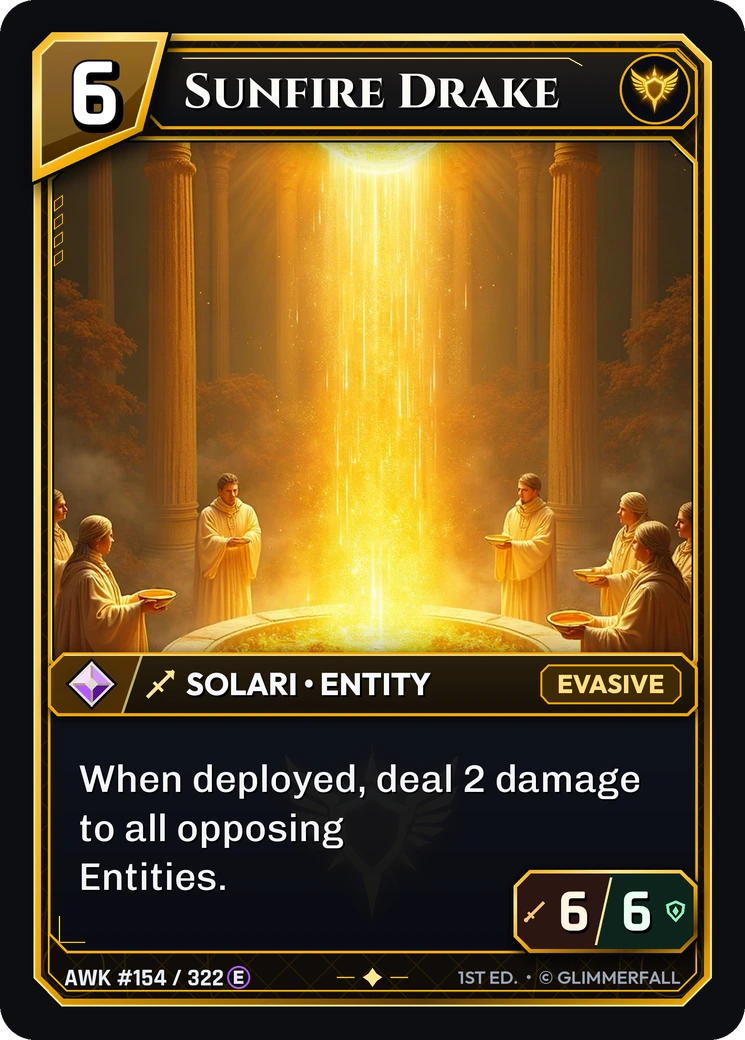 6
SUNFIRE DRAKE
SOLARI • ENTITY
EVASIVE
When deployed, deal 2 damage
to all opposing
Entities.
6 / 6
AWK #154 / 322 E
1ST ED. • © GLIMMERFALL